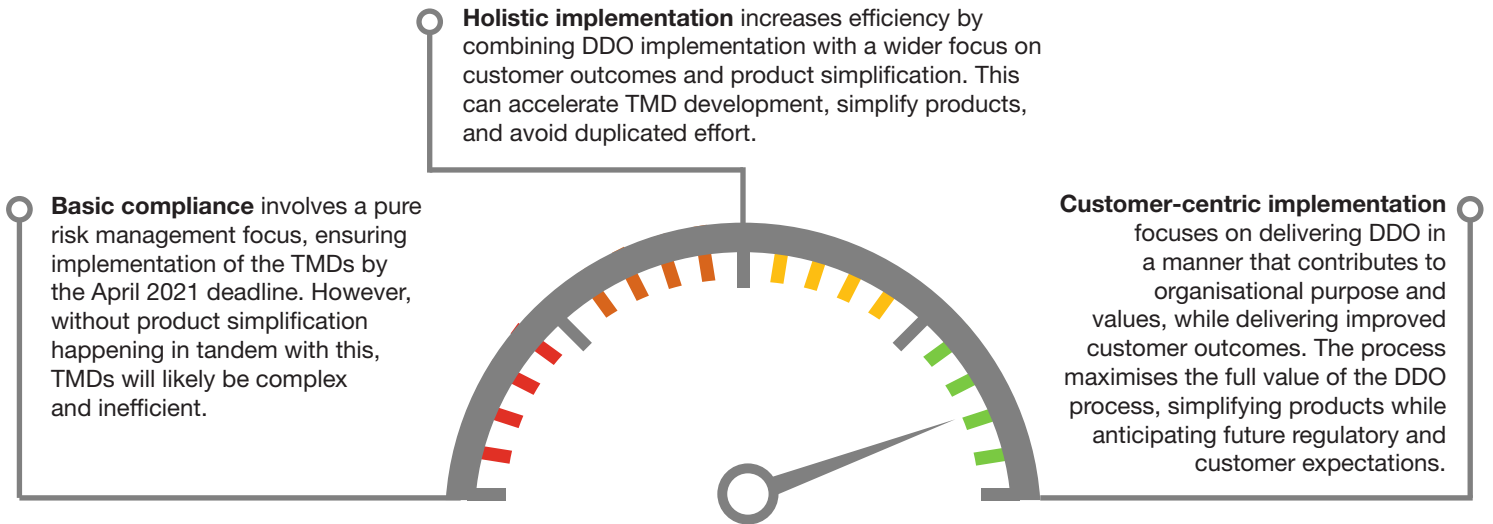 Holistic implementation increases efficiency by
combining DDO implementation with a wider focus on
customer outcomes and product simplification. This
can accelerate TMD development, simplify products,
and avoid duplicated effort.
Basic compliance involves a pure
risk management focus, ensuring
implementation of the TMDs by
the April 2021 deadline. However,
without product simplification
happening in tandem with this,
TMDs will likely be complex
and inefficient.
Customer-centric implementation
focuses on delivering DDO in
a manner that contributes to
organisational purpose and
values, while delivering improved
customer outcomes. The process
maximises the full value of the DDO
process, simplifying products while
anticipating future regulatory and
customer expectations.